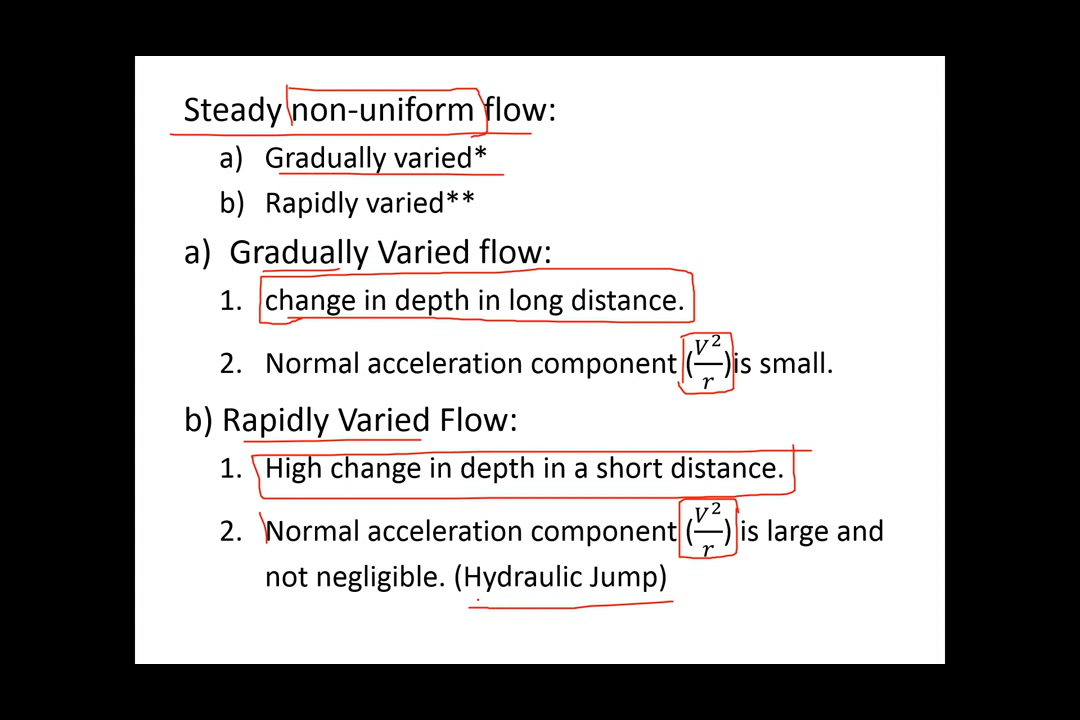 Steady non-uniform flow:
a) Gradually varied*
b) Rapidly varied**
a) Gradually Varied flow:
1. change in depth in long distance.
2. Normal acceleration component (V²/r) is small.
b) Rapidly Varied Flow:
1. High change in depth in a short distance.
2. Normal acceleration component (V²/r) is large and
not negligible. (Hydraulic Jump)